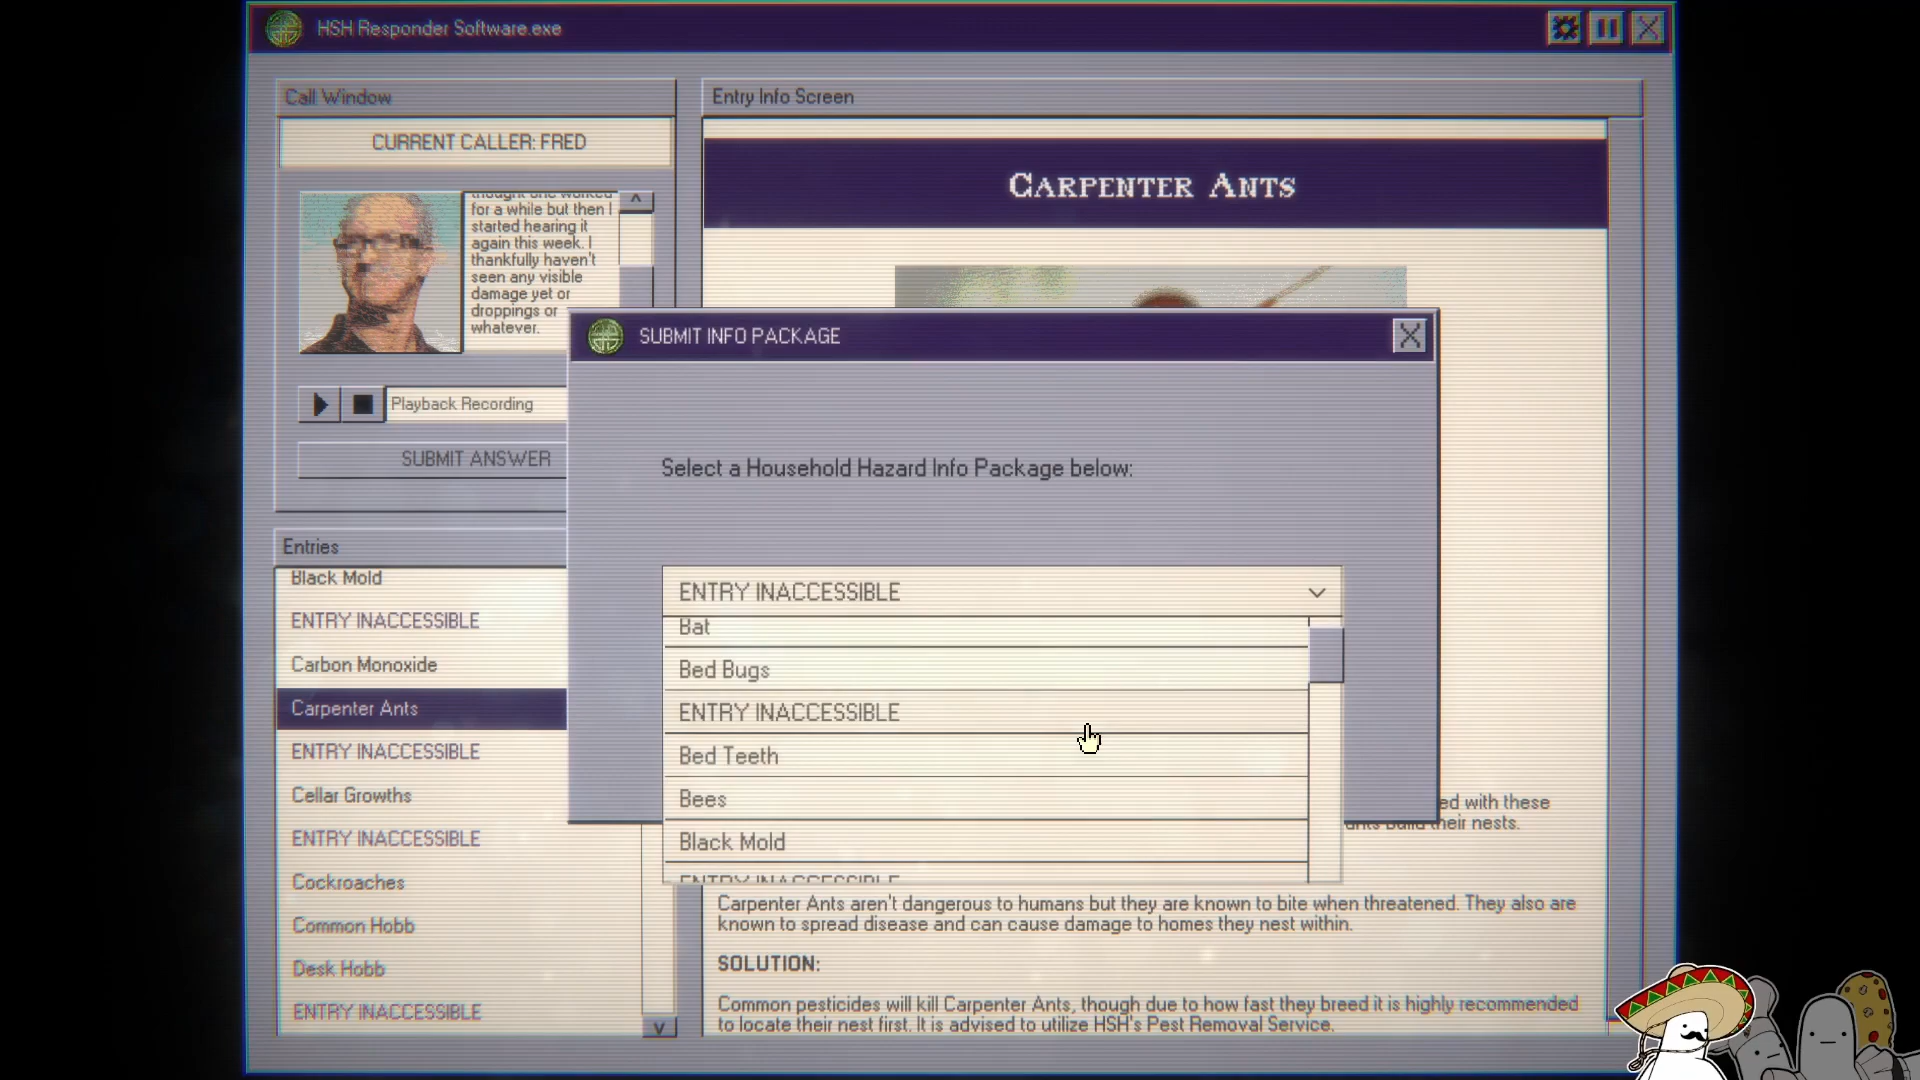 HSH Responder Software.exe
Call Window
CURRENT CALLER: FRED
thought one worked
for a while but then I
started hearing it
again this week. I
thankfully haven't
seen any visible
damage yet or
droppings or
whatever.
Playback Recording
SUBMIT ANSWER
Entries
Black Mold
ENTRY INACCESSIBLE
Carbon Monoxide
Carpenter Ants
ENTRY INACCESSIBLE
Cellar Growths
ENTRY INACCESSIBLE
Cockroaches
Common Hobb
Desk Hobb
ENTRY INACCESSIBLE
Entry Info Screen
CARPENTER ANTS
SUBMIT INFO PACKAGE
Select a Household Hazard Info Package below:
ENTRY INACCESSIBLE
Bat
Bed Bugs
ENTRY INACCESSIBLE
Bed Teeth
Bees
Black Mold
ENTRY INACCESSIBLE
ed with these
ants build their nests.
Carpenter Ants aren't dangerous to humans but they are known to bite when threatened. They also are
known to spread disease and can cause damage to homes they nest within.
SOLUTION:
Common pesticides will kill Carpenter Ants, though due to how fast they breed it is highly recommended
to locate their nest first. It is advised to utilize HSH's Pest Removal Service.